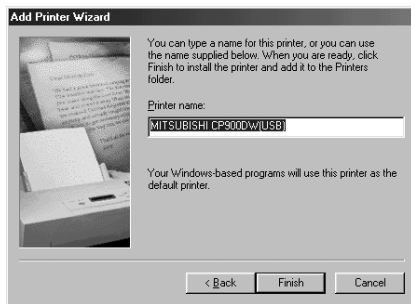 Add Printer Wizard
You can type a name for this printer, or you can use
the name supplied below. When you are ready, click
Finish to install the printer and add it to the Printers
folder.
Printer name:
MITSUBISHI CP900DW(USB)
Your Windows-based programs will use this printer as the
default printer.
< Back
Finish
Cancel